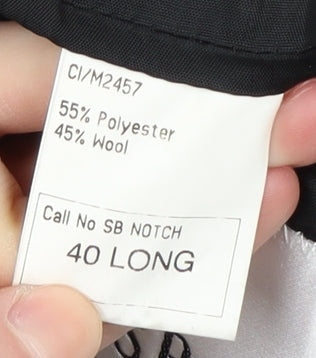 CI/M2457
55% Polyester
45% Wool
Call No SB NOTCH
40 LONG